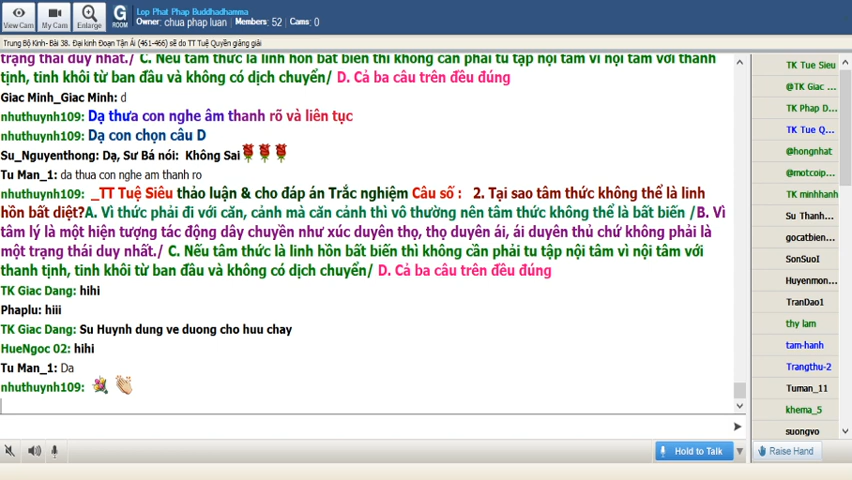 View Cam
My Cam
Enlarge
G
ROOM
Lop Phat Phap Buddhadhamma
Owner: chua phap luan Members: 52 Cams: 0
Trung Bộ Kinh- Bài 38. Đại kinh Đoạn Tận Ái (461-466) sẽ do TT Tuệ Quyền giảng giải
trạng thái duy nhất./ C. Nếu tâm thức là linh hồn bất biến thì không cần phải tu tập nội tâm vì nội tâm với thanh
tịnh, tinh khôi từ ban đầu và không có dịch chuyển/ D. Cả ba câu trên đều đúng
Giac Minh_Giac Minh: d
nhuthuynh109: Dạ thưa con nghe âm thanh rõ và liên tục
nhuthuynh109: Dạ con chọn câu D
Su_Nguyenthong: Dạ, Sư Bá nói: Không Sai
Tu Man_1: da thua con nghe am thanh ro
nhuthuynh109: _TT Tuệ Siêu thảo luận & cho đáp án Trắc nghiệm Câu số : 2. Tại sao tâm thức không thể là linh
hồn bất diệt?A. Vì thức phải đi với căn, cảnh mà căn cảnh thì vô thường nên tâm thức không thể là bất biến /B. Vì
tâm lý là một hiện tượng tác động dây chuyền như xúc duyên thọ, thọ duyên ái, ái duyên thủ chứ không phải là
một trạng thái duy nhất./ C. Nếu tâm thức là linh hồn bất biến thì không cần phải tu tập nội tâm vì nội tâm với
thanh tịnh, tinh khôi từ ban đầu và không có dịch chuyển/ D. Cả ba câu trên đều đúng
TK Giac Dang: hihi
Phaplu: hiii
TK Giac Dang: Su Huynh dung ve duong cho huu chay
HueNgoc 02: hihi
Tu Man_1: Da
nhuthuynh109:
Hold to Talk
TK Tue Sieu
@TK Giac ...
TK Phap D...
TK Tue Q...
@hongnhat
@motcoip...
TK minhhanh
Su Thanh...
gocatbien...
SonSuoI
Huyenmon...
TranDao1
thy lam
tam-hanh
Trangthu-2
Tuman_11
khema_5
suongvo
Raise Hand